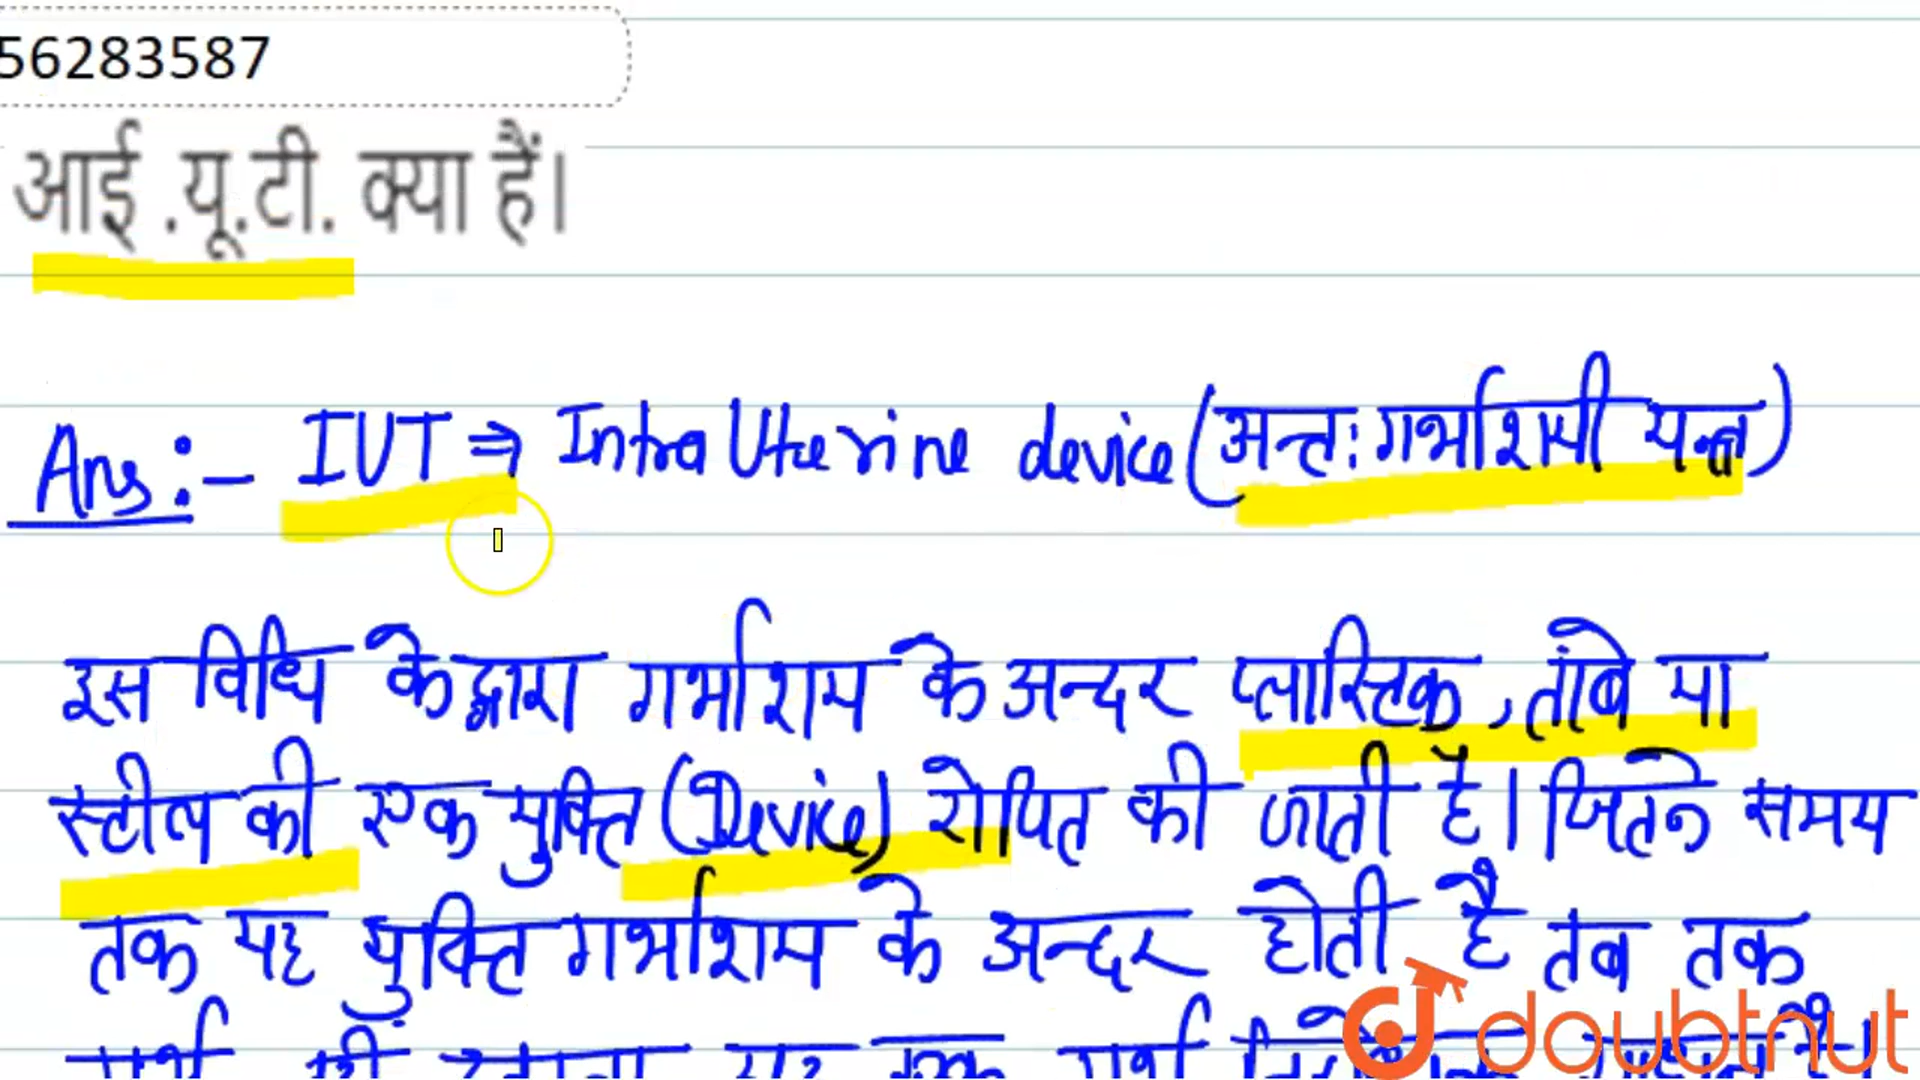 56283587
आई .यू.टी. क्या हैं।
Ans:- IUT ⇒ Intra Uterine device (अन्तः गर्भाशयी यन्त्र)
इस विधि के द्वारा गर्भाशय के अन्दर प्लास्टिक, तांबे या
स्टील की एक युक्ति (Device) रोपित की जाती है। जितने समय
तक यह युक्ति गर्भाशय के अन्दर होती है तब तक
doubtnut